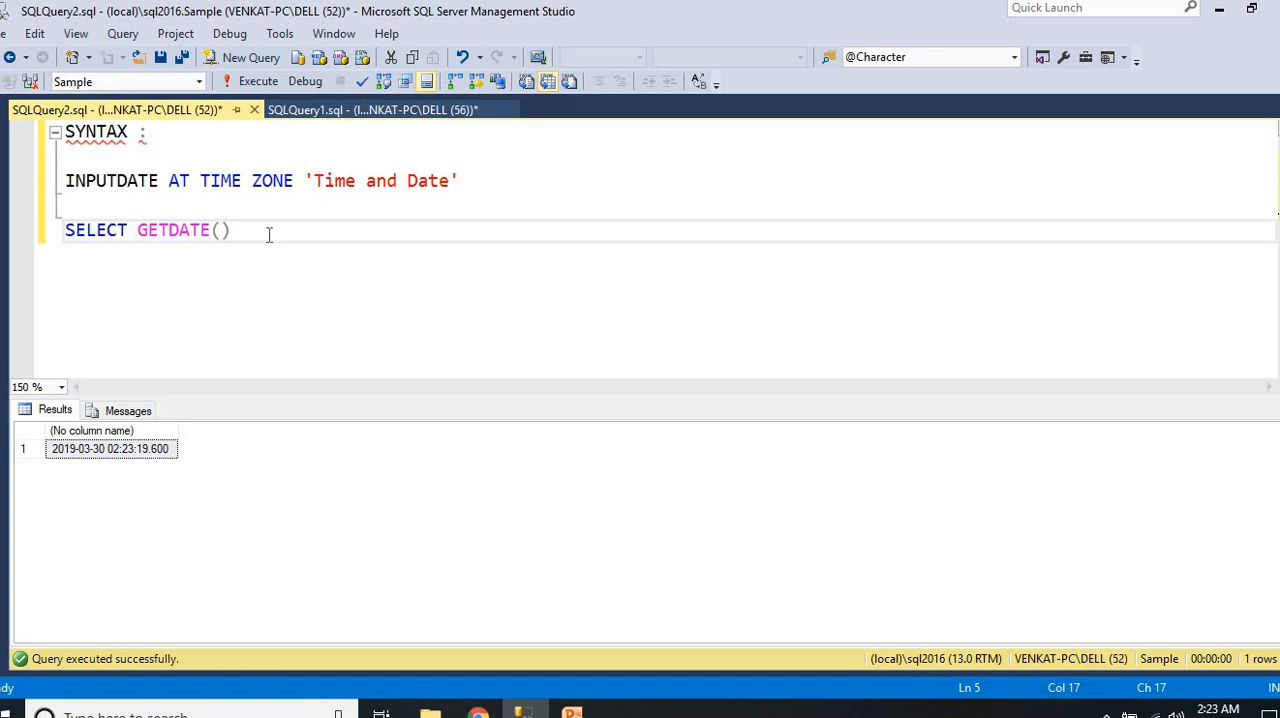 SQLQuery2.sql - (local)\sql2016.Sample (VENKAT-PC\DELL (52))* - Microsoft SQL Server Management Studio
Quick Launch
Edit View Query Project Debug Tools Window Help
New Query
@Character
Sample
Execute Debug
SQLQuery2.sql - (l...NKAT-PC\DELL (52))*
SQLQuery1.sql - (l...NKAT-PC\DELL (56))*
SYNTAX :
INPUTDATE AT TIME ZONE 'Time and Date'
SELECT GETDATE()
150 %
Results Messages
(No column name)
1 2019-03-30 02:23:19.600
Query executed successfully.
(local)\sql2016 (13.0 RTM) VENKAT-PC\DELL (52) Sample 00:00:00 1 rows
Ln 5 Col 17 Ch 17
Type here to search
2:23 AM